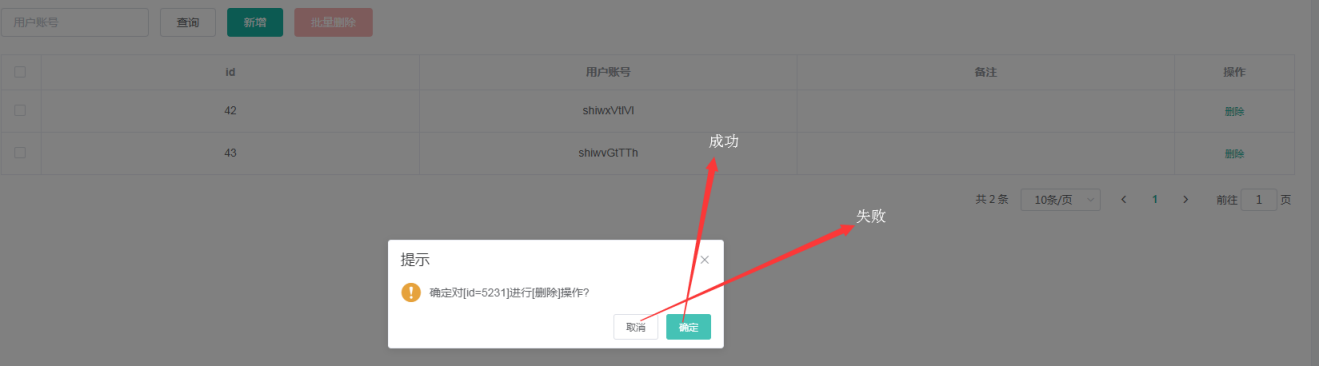 用户账号 查询 新增 批量删除
id 用户账号 备注 操作
42 shiwxVtlVl 删除
43 shiwvGtTTh 删除
成功
共 2 条 10条/页 1 前往 1 页
失败
提示
确定对[id=5231]进行[删除]操作?
取消 确定